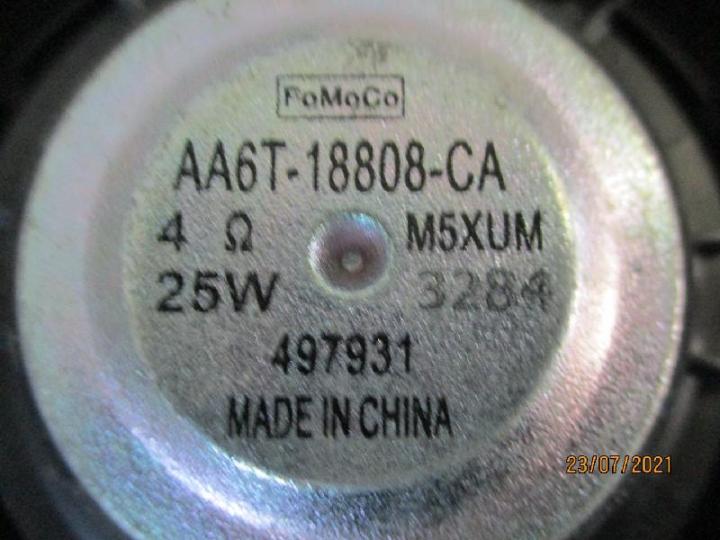 FoMoCo
AA6T-18808-CA
4 Ω M5XUM
25W 3284
497931
MADE IN CHINA
23/07/2021